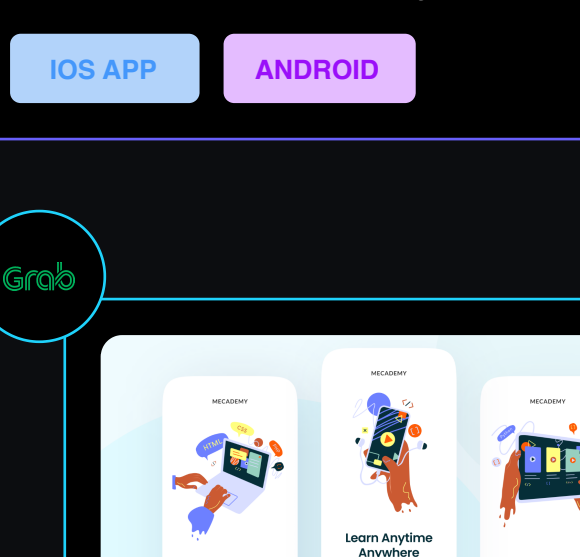 IOS APP
ANDROID
Grab
MECADEMY
MECADEMY
MECADEMY
CSS
HTML
</>
Learn Anytime
Anywhere